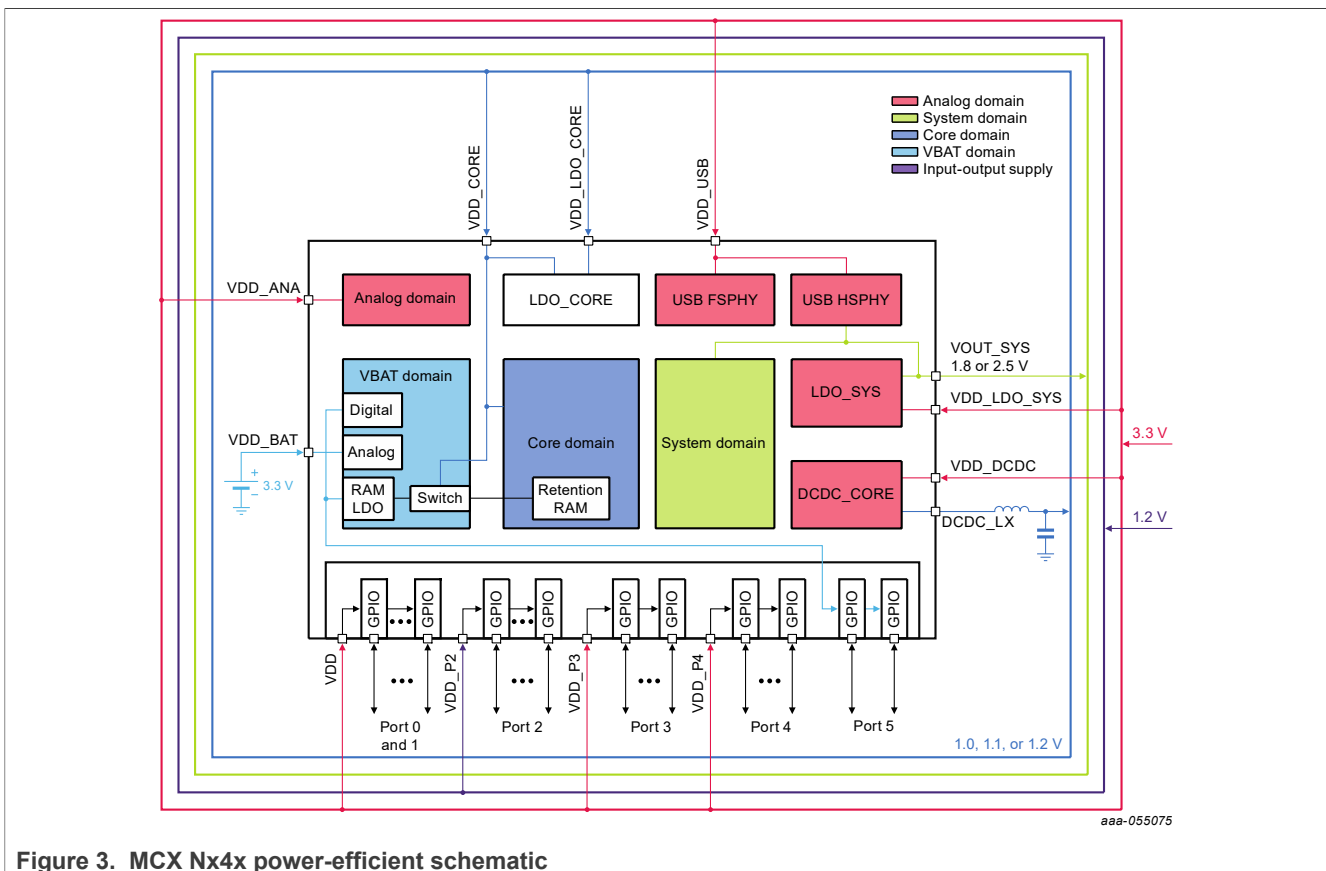 Analog domain
System domain
Core domain
VBAT domain
Input-output supply
VDD_CORE
VDD_LDO_CORE
VDD_USB
VDD_ANA
Analog domain
LDO_CORE
USB FSPHY
USB HSPHY
VOUT_SYS
1.8 or 2.5 V
VBAT domain
LDO_SYS
VDD_LDO_SYS
Digital
3.3 V
VDD_BAT
Analog
Core domain
System domain
VDD_DCDC
+
3.3 V
−
RAM
LDO
Switch
Retention
RAM
DCDC_CORE
DCDC_LX
1.2 V
GPIO
•••
GPIO
GPIO
•••
GPIO
GPIO
GPIO
GPIO
GPIO
GPIO
GPIO
VDD
VDD_P2
VDD_P3
VDD_P4
•••
•••
•••
•••
Port 0
and 1
Port 2
Port 3
Port 4
Port 5
1.0, 1.1, or 1.2 V
aaa-055075
Figure 3. MCX Nx4x power-efficient schematic